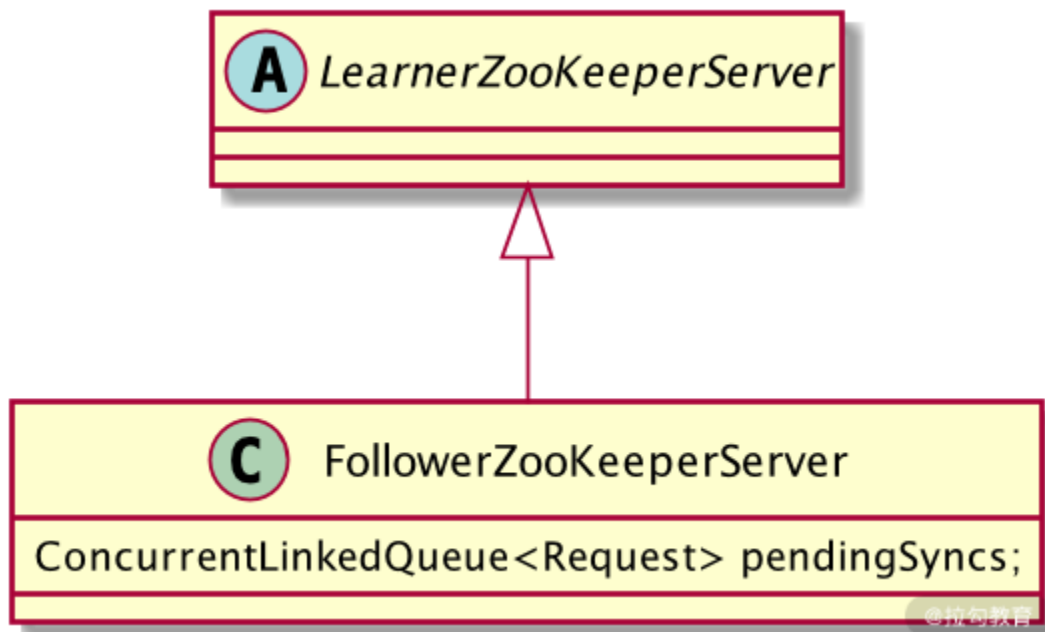 A LearnerZooKeeperServer
C FollowerZooKeeperServer
ConcurrentLinkedQueue<Request> pendingSyncs;
@拉勾教育